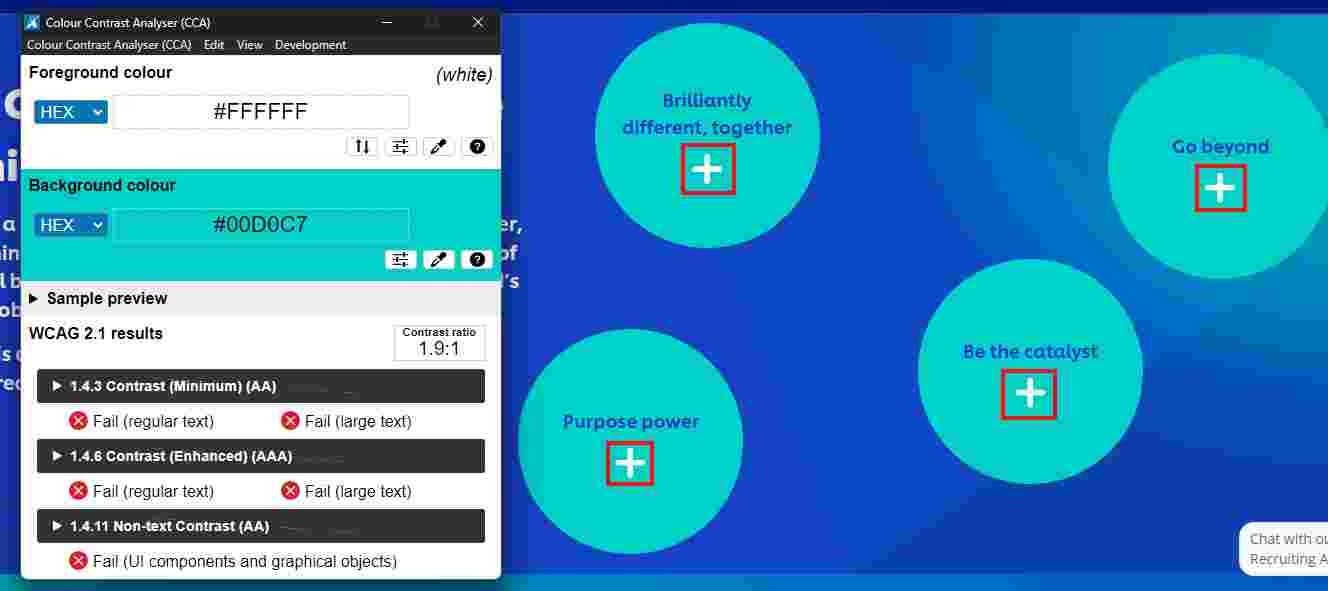 Colour Contrast Analyser (CCA)
Colour Contrast Analyser (CCA) Edit View Development
Foreground colour
(white)
HEX
#FFFFFF
Background colour
HEX
#00D0C7
Sample preview
WCAG 2.1 results
Contrast ratio
1.9:1
1.4.3 Contrast (Minimum) (AA)
Fail (regular text) Fail (large text)
1.4.6 Contrast (Enhanced) (AAA)
Fail (regular text) Fail (large text)
1.4.11 Non-text Contrast (AA)
Fail (UI components and graphical objects)
a
er,
of
Brilliantly
different, together
Go beyond
Be the catalyst
Purpose power
Chat with ou
Recruiting A